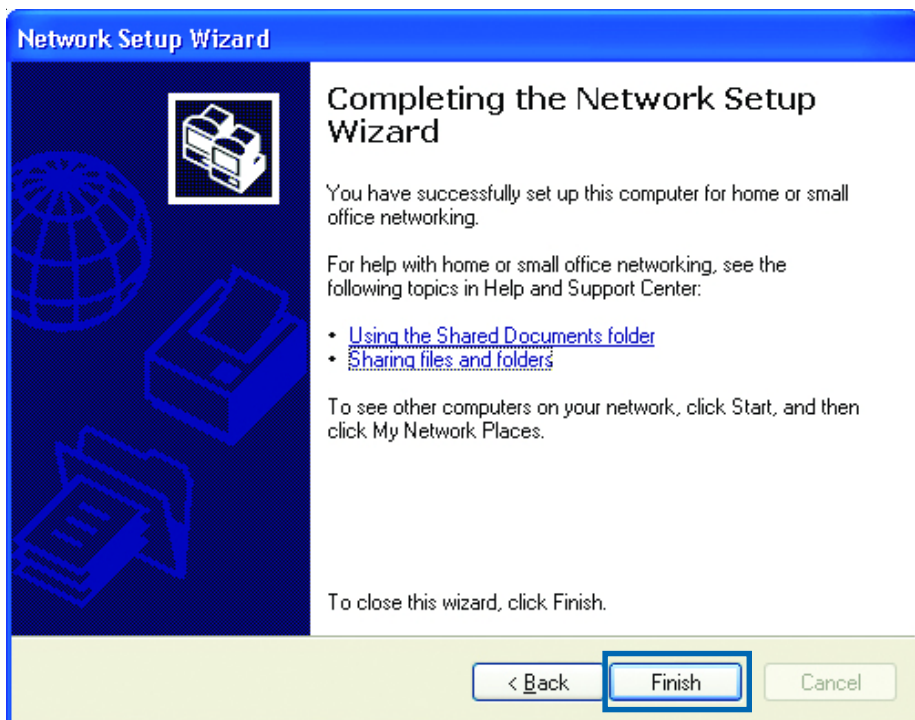 Network Setup Wizard
Completing the Network Setup
Wizard
You have successfully set up this computer for home or small
office networking.
For help with home or small office networking, see the
following topics in Help and Support Center:
• Using the Shared Documents folder
• Sharing files and folders
To see other computers on your network, click Start, and then
click My Network Places.
To close this wizard, click Finish.
< Back Finish Cancel